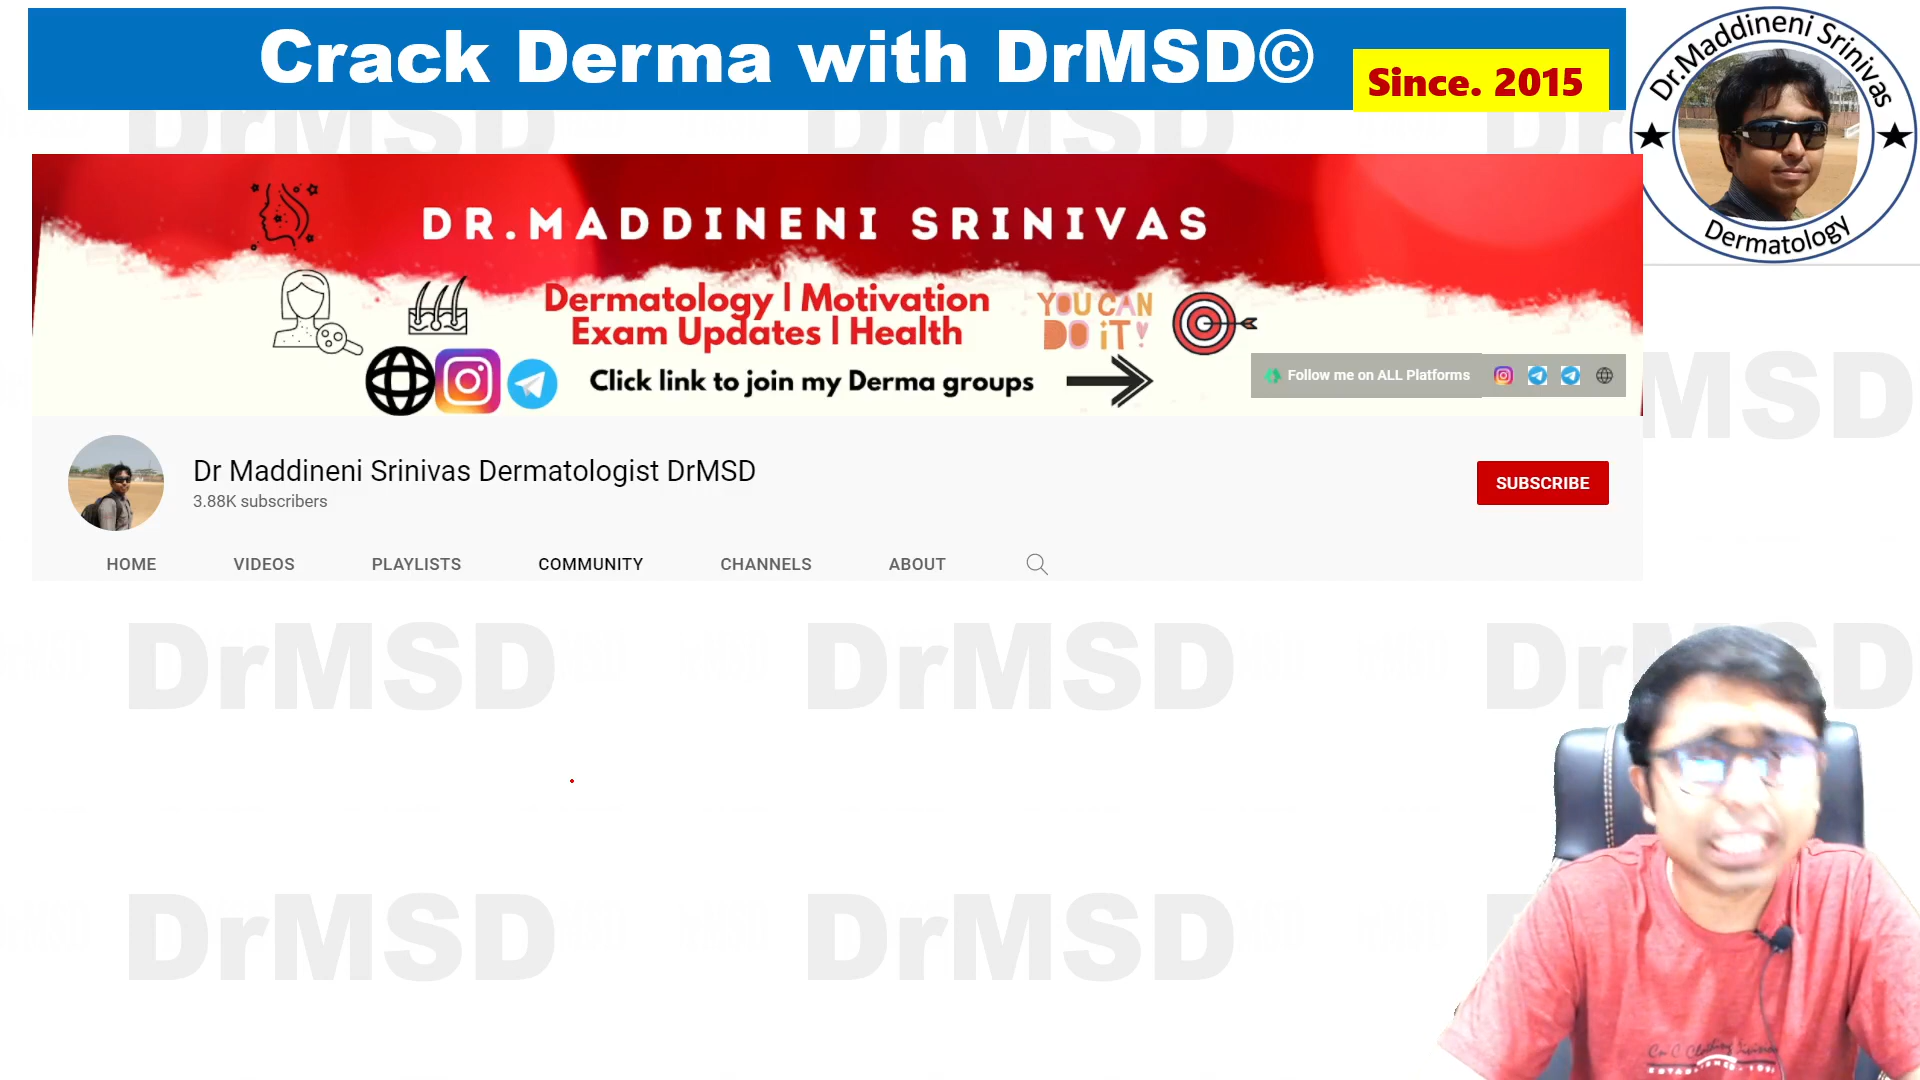 Crack Derma with DrMSD©
Since. 2015
Dr.Maddineni Srinivas
Dermatology
DR.MADDINENI SRINIVAS
Dermatology | Motivation
Exam Updates | Health
YOU CAN
DO iT!
Click link to join my Derma groups
Follow me on ALL Platforms
Dr Maddineni Srinivas Dermatologist DrMSD
3.88K subscribers
SUBSCRIBE
HOME VIDEOS PLAYLISTS COMMUNITY CHANNELS ABOUT
DrMSD DrMSD DrMSD
DrMSD DrMSD